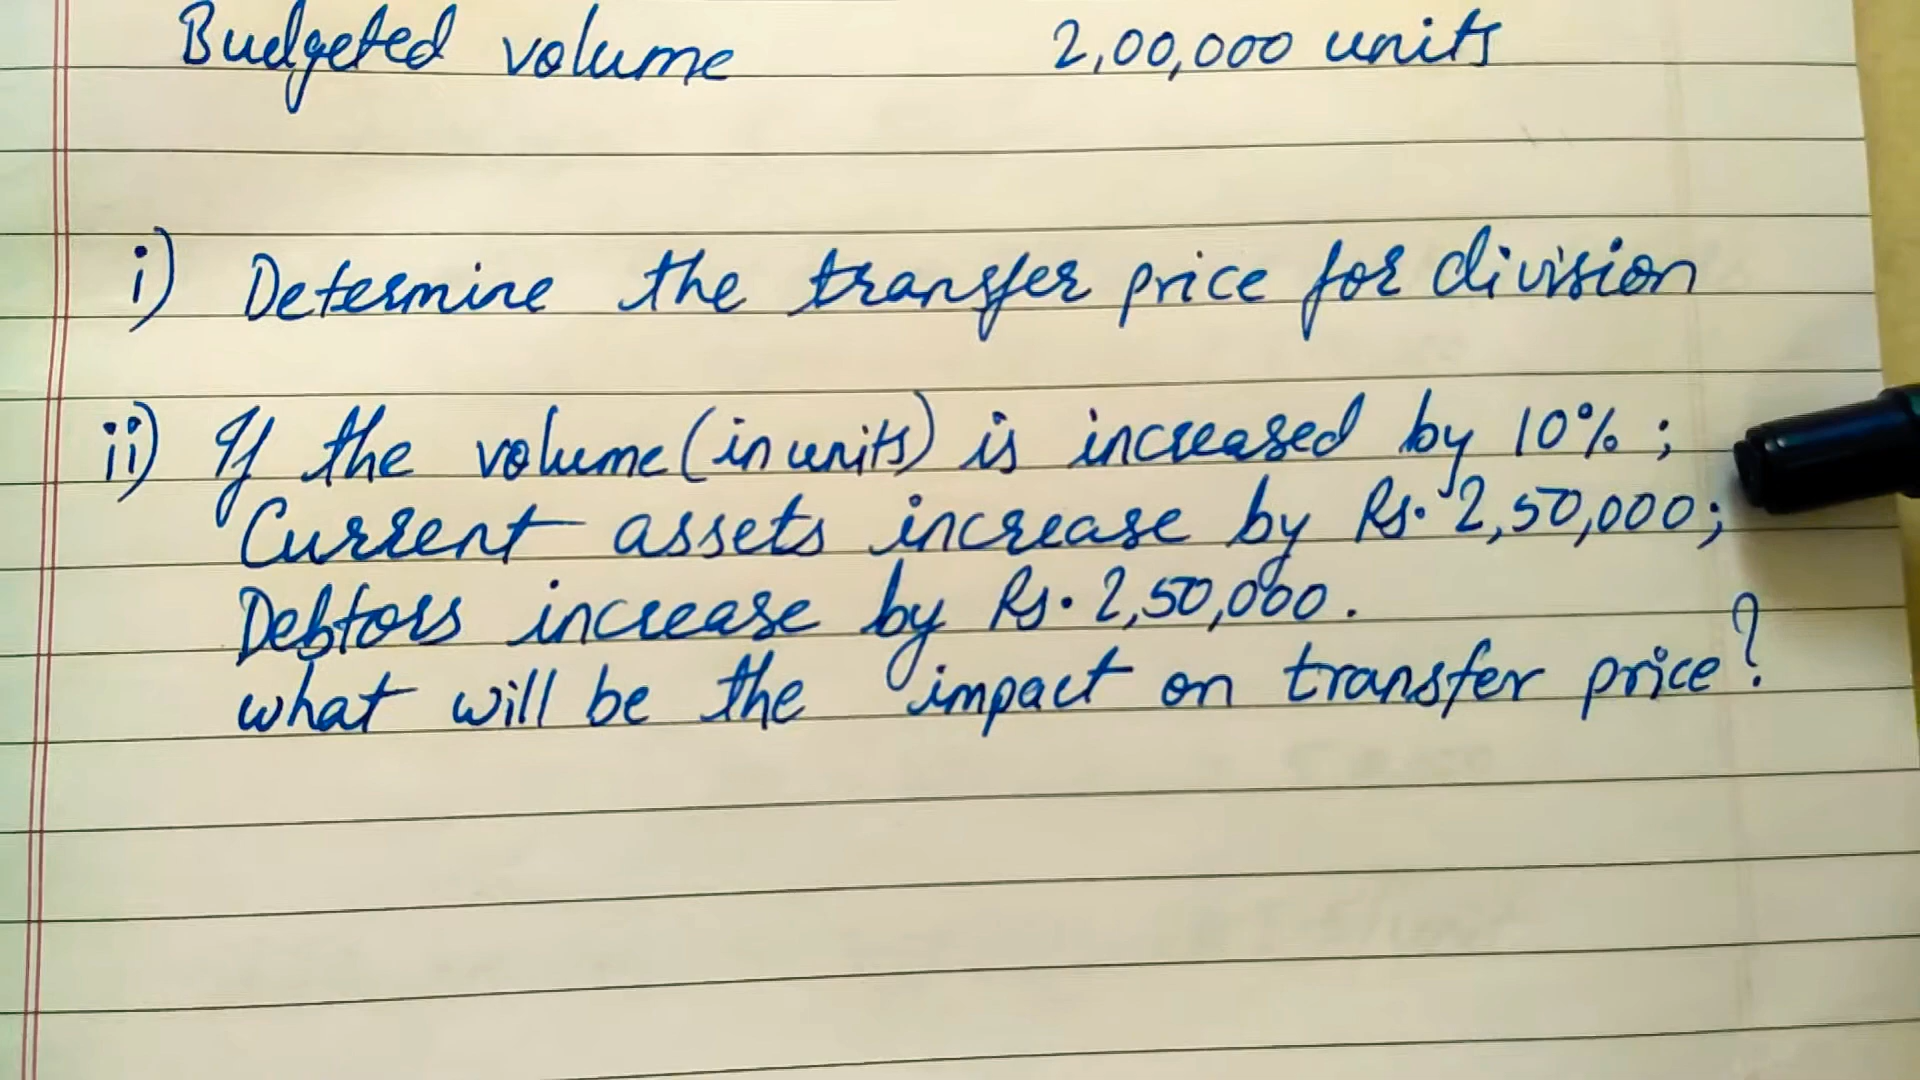 Budgeted volume 2,00,000 units
i) Determine the transfer price for division
ii) If the volume (in units) is increased by 10% ;
Current assets increase by Rs. 2,50,000;
Debtors increase by Rs. 2,50,000.
what will be the impact on transfer price?